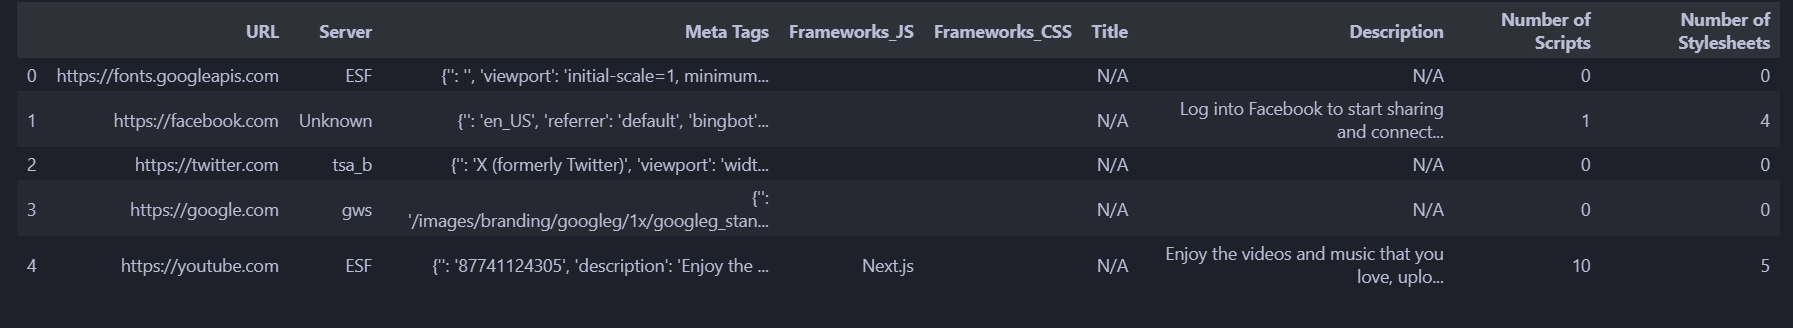 URL Server Meta Tags Frameworks_JS Frameworks_CSS Title Description Number of Scripts Number of Stylesheets
0 https://fonts.googleapis.com ESF {'': '', 'viewport': 'initial-scale=1, minimum... N/A N/A 0 0
1 https://facebook.com Unknown {'': 'en_US', 'referrer': 'default', 'bingbot'... N/A Log into Facebook to start sharing and connect... 1 4
2 https://twitter.com tsa_b {'': 'X (formerly Twitter)', 'viewport': 'widt... N/A N/A 0 0
3 https://google.com gws {'': '/images/branding/googleg/1x/googleg_stan... N/A N/A 0 0
4 https://youtube.com ESF {'': '87741124305', 'description': 'Enjoy the ... Next.js N/A Enjoy the videos and music that you love, uplo... 10 5